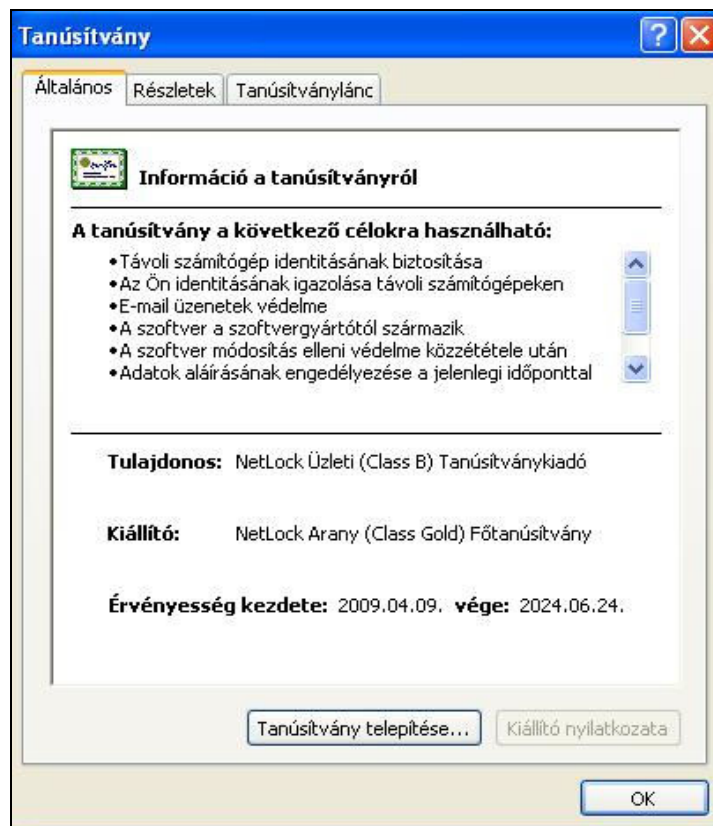 Tanúsítvány
Általános Részletek Tanúsítványlánc
Információ a tanúsítványról
A tanúsítvány a következő célokra használható:
•Távoli számítógép identitásának biztosítása
•Az Ön identitásának igazolása távoli számítógépeken
•E-mail üzenetek védelme
•A szoftver a szoftvergyártótól származik
•A szoftver módosítás elleni védelme közzététele után
•Adatok aláírásának engedélyezése a jelenlegi időponttal
Tulajdonos: NetLock Üzleti (Class B) Tanúsítványkiadó
Kiállító: NetLock Arany (Class Gold) Főtanúsítvány
Érvényesség kezdete: 2009.04.09. vége: 2024.06.24.
Tanúsítvány telepítése... Kiállító nyilatkozata
OK